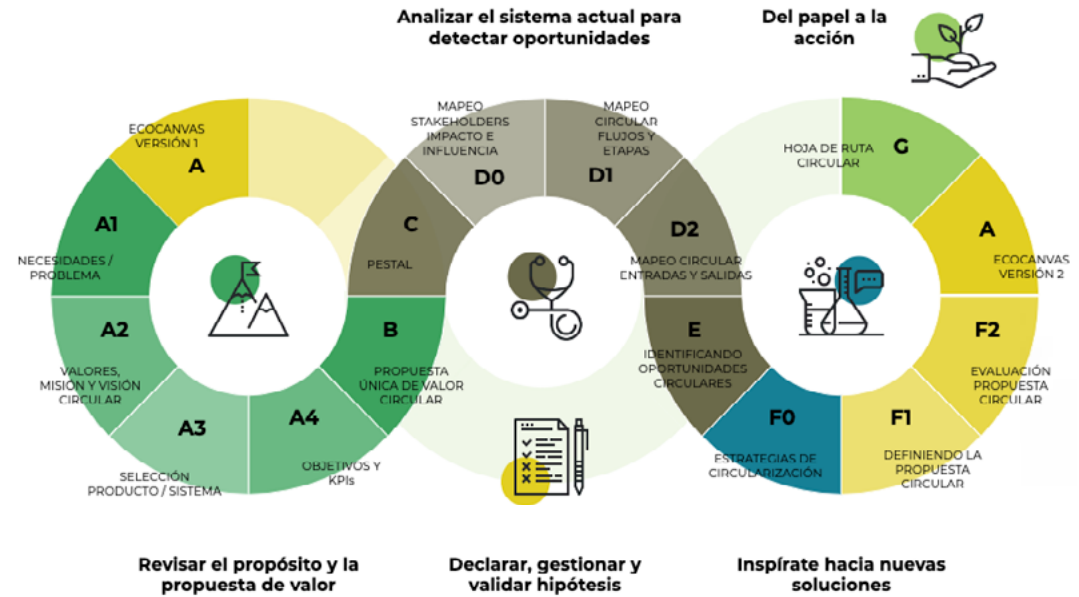 Analizar el sistema actual para
detectar oportunidades
Del papel a la
acción
ECOCANVAS
VERSIÓN 1
A
A1
NECESIDADES /
PROBLEMA
A2
VALORES,
MISIÓN Y VISIÓN
CIRCULAR
A3
SELECCIÓN
PRODUCTO / SISTEMA
A4
OBJETIVOS Y
KPIs
B
PROPUESTA
ÚNICA DE VALOR
CIRCULAR
C
PESTAL
MAPEO
STAKEHOLDERS
IMPACTO E
INFLUENCIA
D0
MAPEO
CIRCULAR
FLUJOS Y
ETAPAS
D1
D2
MAPEO CIRCULAR
ENTRADAS Y SALIDAS
E
IDENTIFICANDO
OPORTUNIDADES
CIRCULARES
F0
ESTRATEGIAS DE
CIRCULARIZACIÓN
F1
DEFINIENDO LA
PROPUESTA
CIRCULAR
F2
EVALUACIÓN
PROPUESTA
CIRCULAR
A
ECOCANVAS
VERSIÓN 2
G
HOJA DE RUTA
CIRCULAR
Revisar el propósito y la
propuesta de valor
Declarar, gestionar y
validar hipótesis
Inspírate hacia nuevas
soluciones